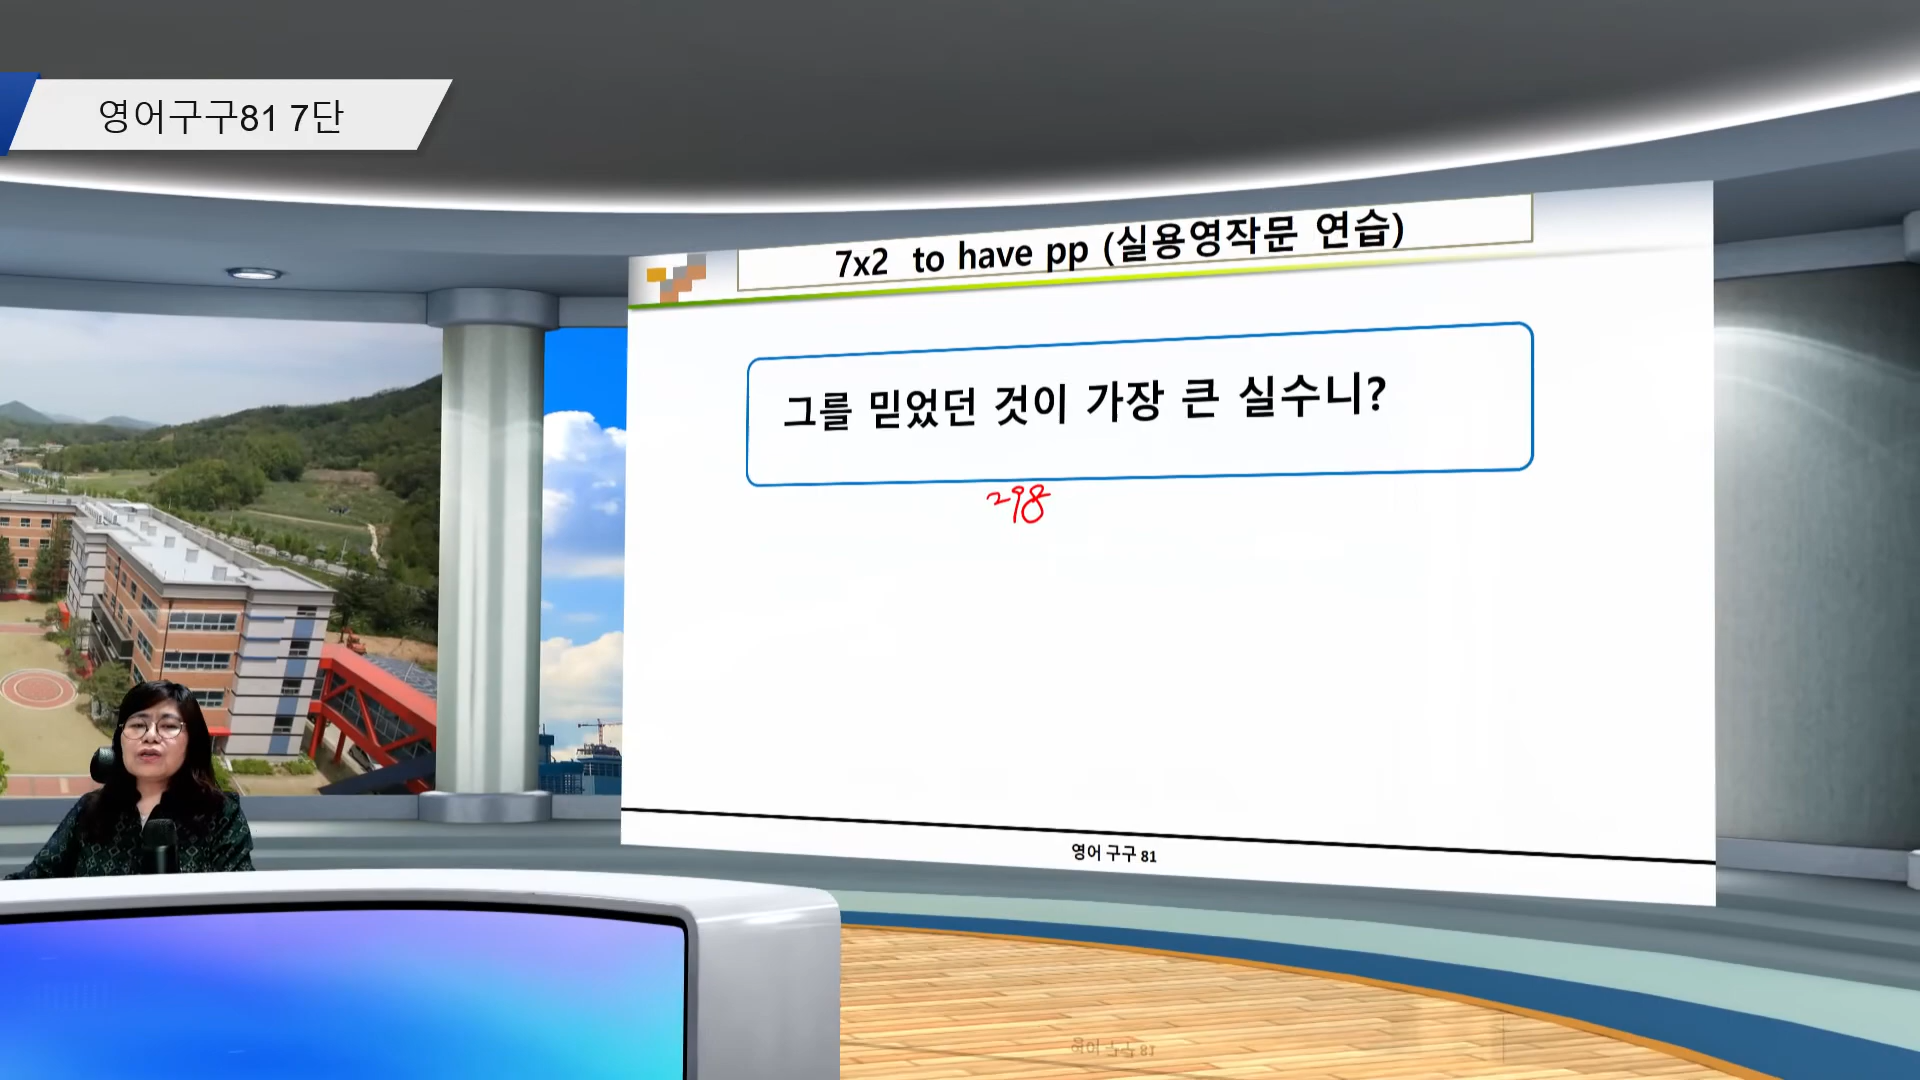 영어구구81 7단
7x2 to have pp (실용영작문 연습)
그를 믿었던 것이 가장 큰 실수니?
298
영어 구구 81